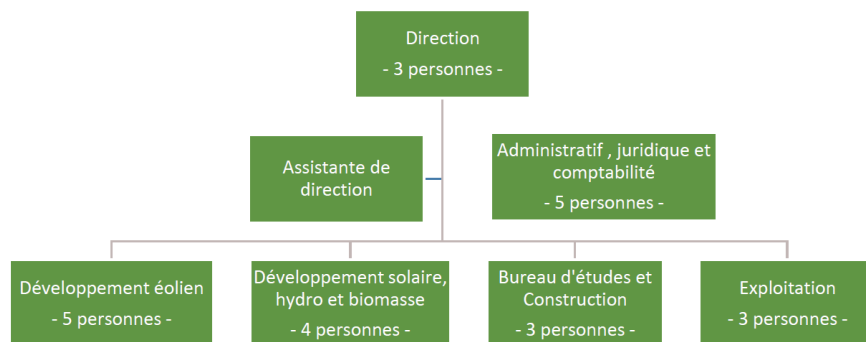 Direction
- 3 personnes -
Assistante de
direction
Administratif , juridique et
comptabilité
- 5 personnes -
Développement éolien
- 5 personnes -
Développement solaire,
hydro et biomasse
- 4 personnes -
Bureau d'études et
Construction
- 3 personnes -
Exploitation
- 3 personnes -